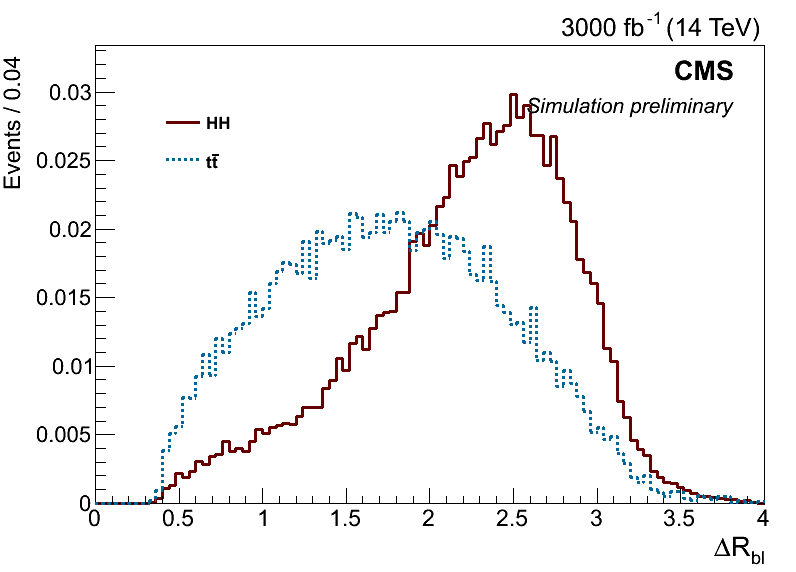 3000 fb⁻¹ (14 TeV)
Events / 0.04
CMS
Simulation preliminary
HH
tt̄
0.03
0.025
0.02
0.015
0.01
0.005
0
0 0.5 1 1.5 2 2.5 3 3.5 4
ΔR_bl